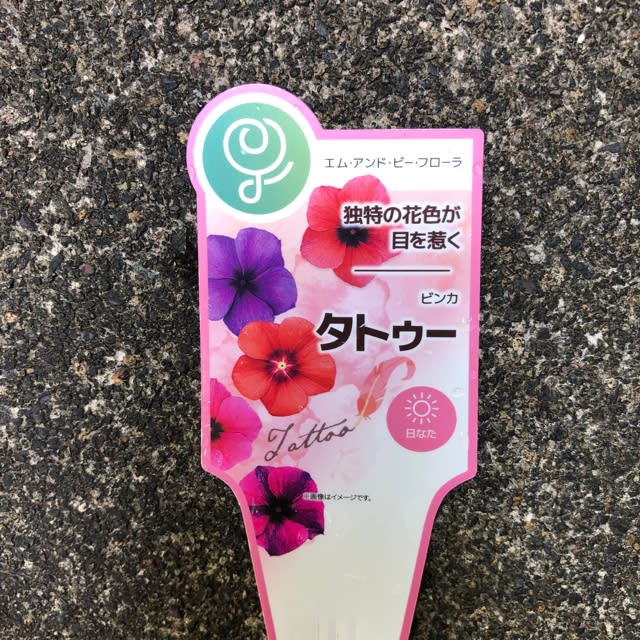 エム・アンド・ビー・フローラ
独特の花色が
目を惹く
ビンカ
タトゥー
日なた
Tattoo
※画像はイメージです。